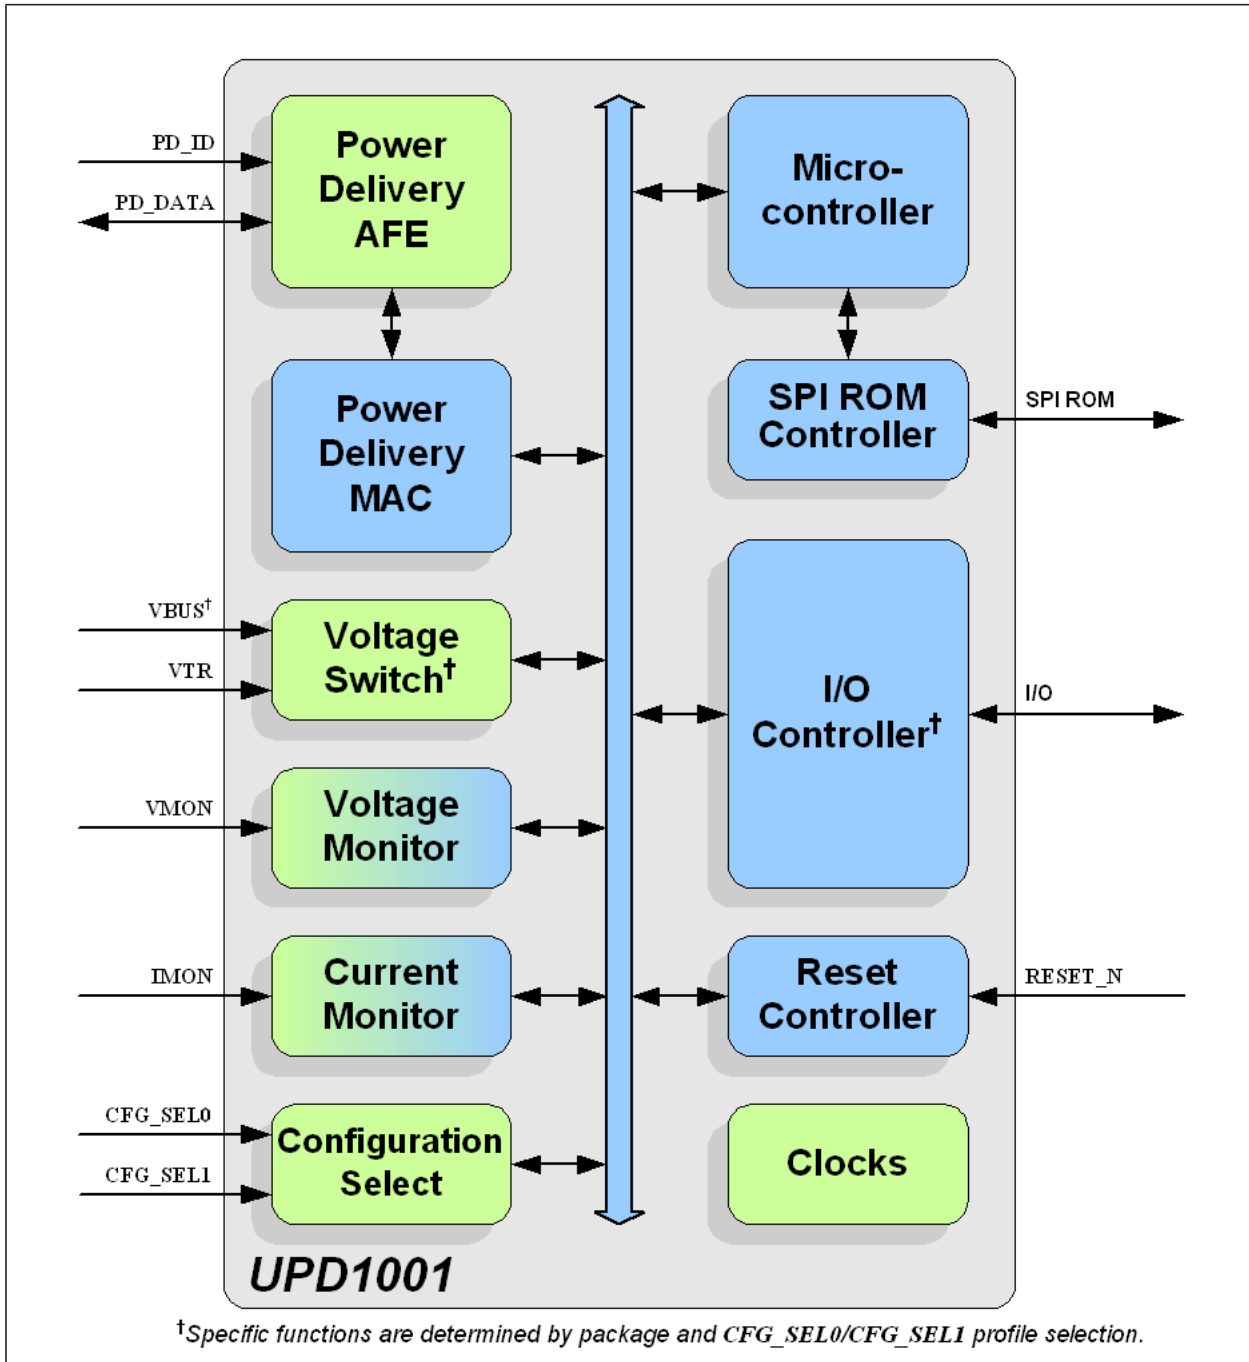 PD_ID
PD_DATA
Power
Delivery
AFE
Micro-
controller
Power
Delivery
MAC
SPI ROM
Controller
SPI ROM
VBUS†
VTR
Voltage
Switch†
I/O
Controller†
I/O
VMON
Voltage
Monitor
IMON
Current
Monitor
Reset
Controller
RESET_N
CFG_SEL0
CFG_SEL1
Configuration
Select
Clocks
UPD1001
†Specific functions are determined by package and CFG_SEL0/CFG_SEL1 profile selection.